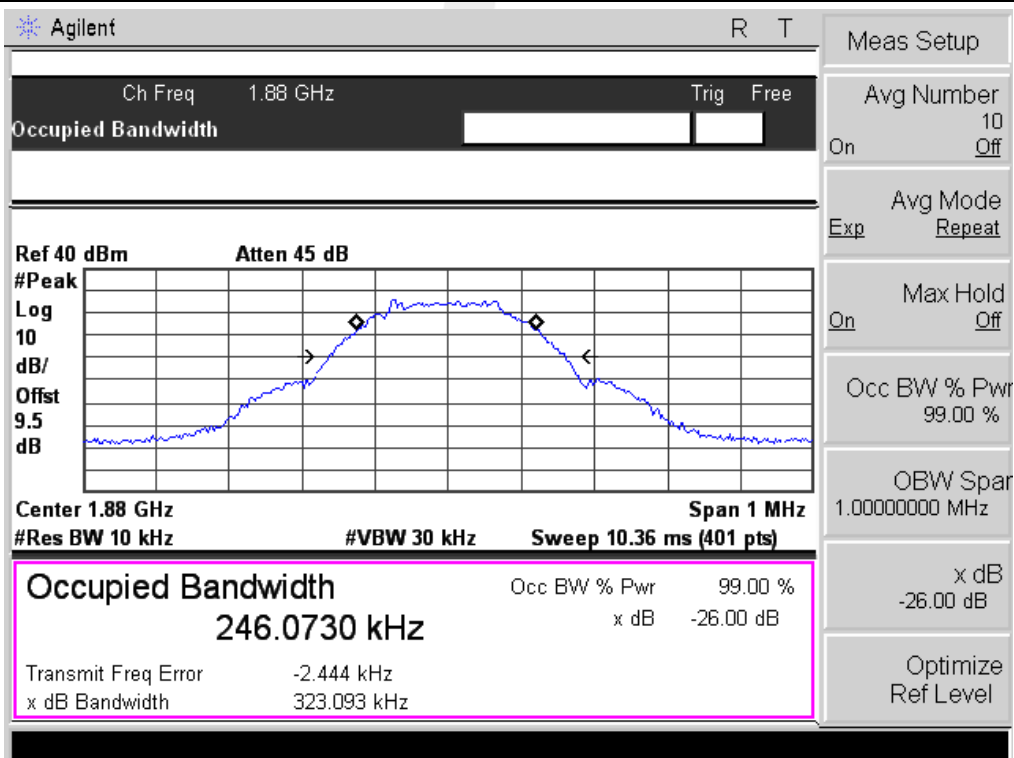 Agilent R T
Ch Freq 1.88 GHz Trig Free
Occupied Bandwidth
Ref 40 dBm Atten 45 dB
#Peak
Log
10
dB/
Offst
9.5
dB
Center 1.88 GHz Span 1 MHz
#Res BW 10 kHz #VBW 30 kHz Sweep 10.36 ms (401 pts)
Occupied Bandwidth Occ BW % Pwr 99.00 %
246.0730 kHz x dB -26.00 dB
Transmit Freq Error -2.444 kHz
x dB Bandwidth 323.093 kHz
Meas Setup
Avg Number
10
On Off
Avg Mode
Exp Repeat
Max Hold
On Off
Occ BW % Pwr
99.00 %
OBW Span
1.00000000 MHz
x dB
-26.00 dB
Optimize
Ref Level